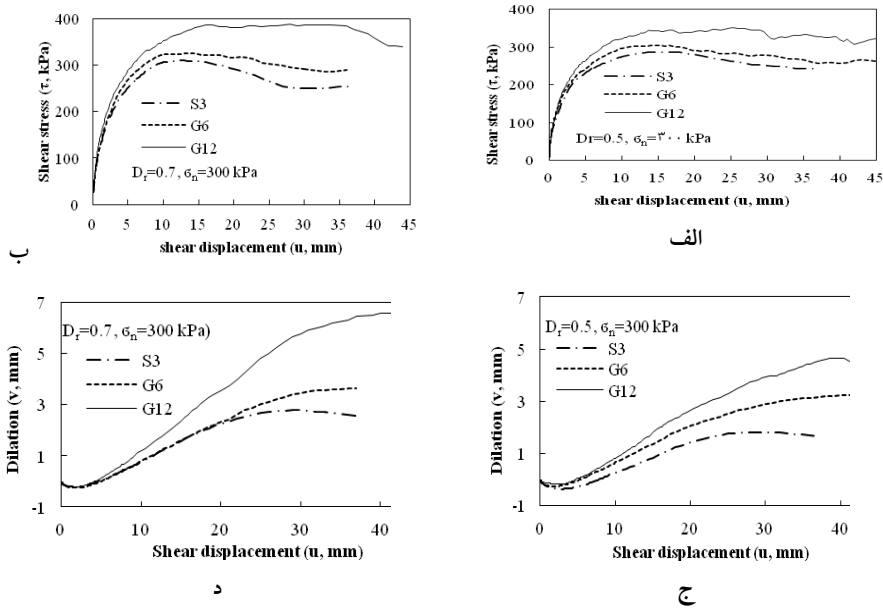 400
300
200
100
0
Shear stress (τ, kPa)
S3
G6
G12
Dr=0.7, σn=300 kPa
0 5 10 15 20 25 30 35 40 45
shear displacement (u, mm)
ب
400
300
200
100
0
Shear stress (τ, kPa)
S3
G6
G12
Dr=0.5, σn=۳۰۰ kPa
0 5 10 15 20 25 30 35 40 45
shear displacement (u, mm)
الف
7
5
3
1
-1
Dilation (v, mm)
Dr=0.7, σn=300 kPa)
S3
G6
G12
0 10 20 30 40
Shear displacement (u, mm)
د
7
5
3
1
-1
Dilation (v, mm)
Dr=0.5, σn=300 kPa
S3
G6
G12
0 10 20 30 40
Shear displacement (u, mm)
ج